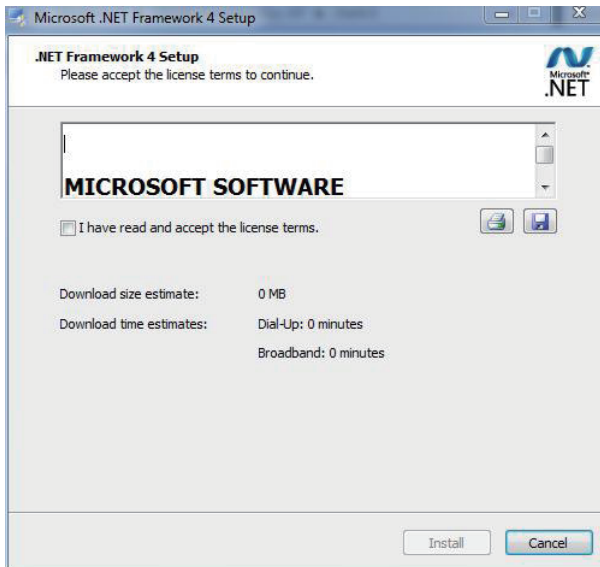 Microsoft .NET Framework 4 Setup
.NET Framework 4 Setup
Please accept the license terms to continue.
Microsoft®
.NET
MICROSOFT SOFTWARE
I have read and accept the license terms.
Download size estimate: 0 MB
Download time estimates: Dial-Up: 0 minutes
Broadband: 0 minutes
Install Cancel